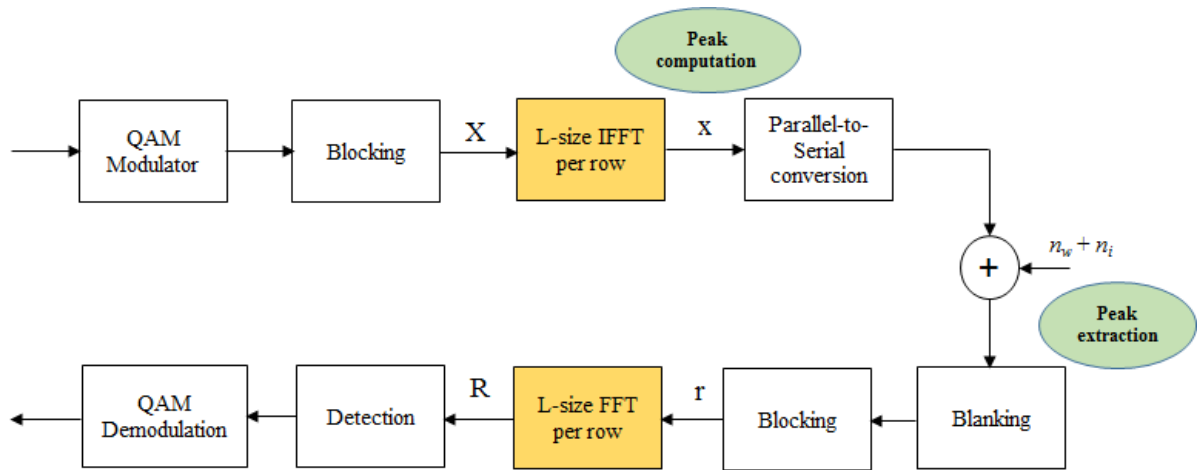 Peak
computation
QAM
Modulator
Blocking
X
L-size IFFT
per row
x
Parallel-to-
Serial
conversion
+
n_w + n_i
Peak
extraction
QAM
Demodulation
Detection
R
L-size FFT
per row
r
Blocking
Blanking